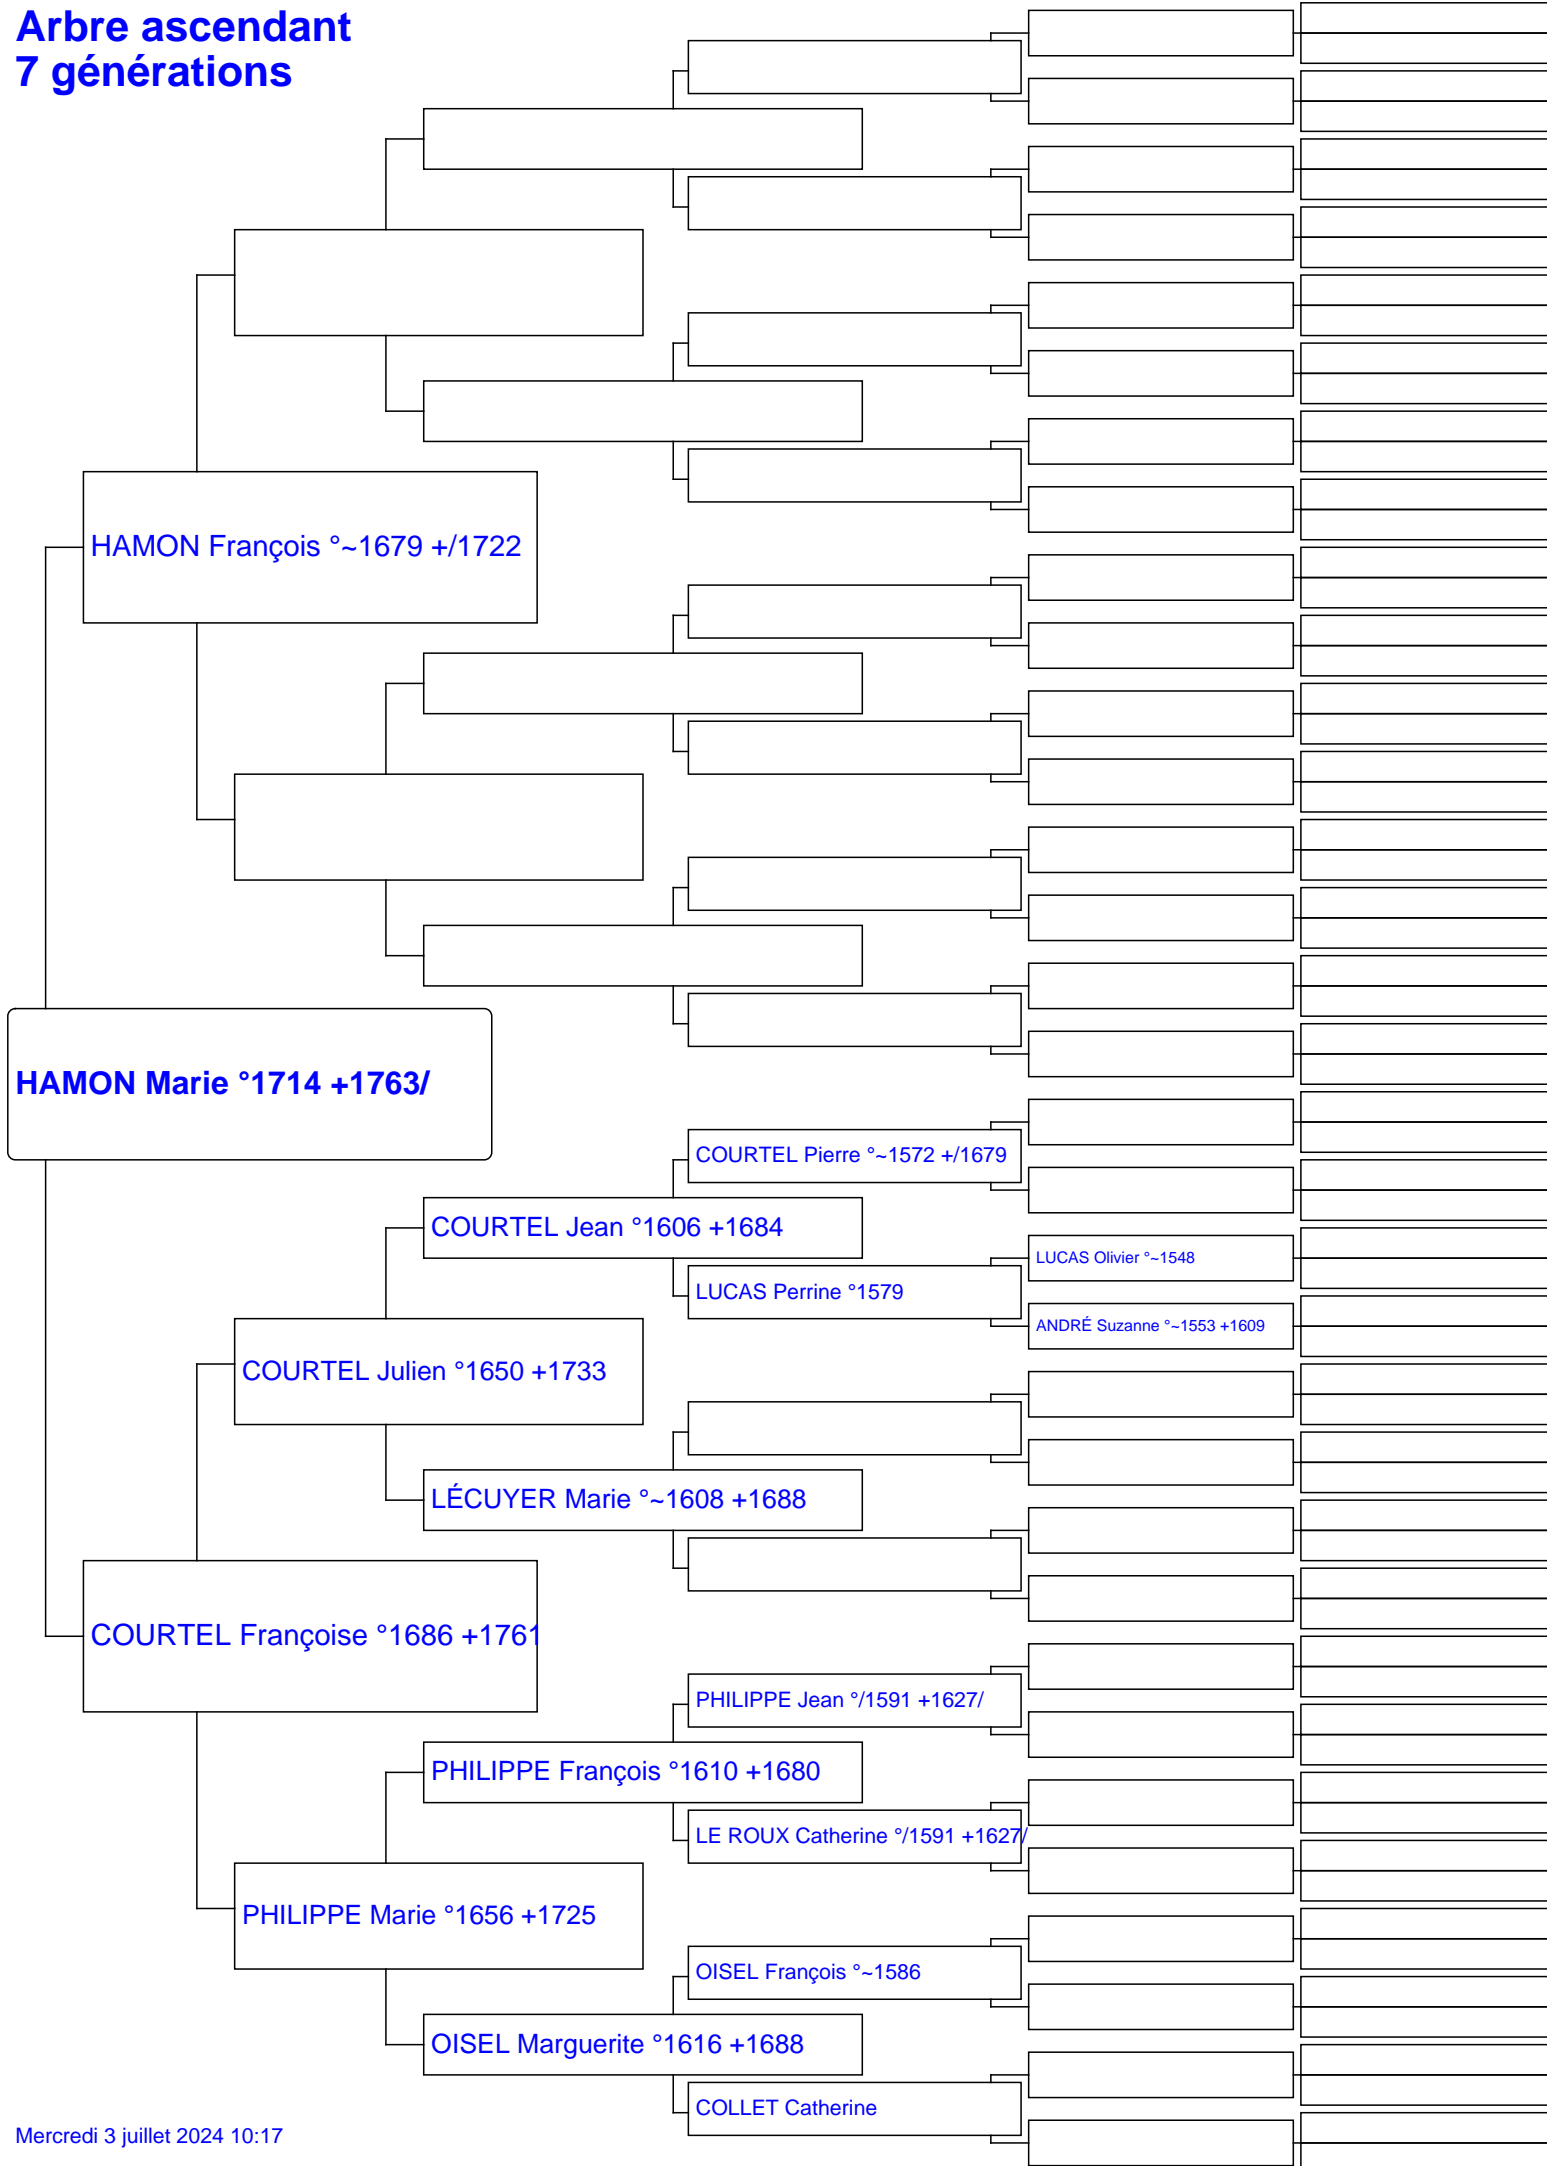 Arbre ascendant
7 générations
HAMON François °~1679 +/1722
HAMON Marie °1714 +1763/
COURTEL Pierre °~1572 +/1679
COURTEL Jean °1606 +1684
LUCAS Olivier °~1548
LUCAS Perrine °1579
ANDRÉ Suzanne °~1553 +1609
COURTEL Julien °1650 +1733
LÉCUYER Marie °~1608 +1688
COURTEL Françoise °1686 +1761
PHILIPPE Jean °/1591 +1627/
PHILIPPE François °1610 +1680
LE ROUX Catherine °/1591 +1627/
PHILIPPE Marie °1656 +1725
OISEL François °~1586
OISEL Marguerite °1616 +1688
COLLET Catherine
Mercredi 3 juillet 2024 10:17